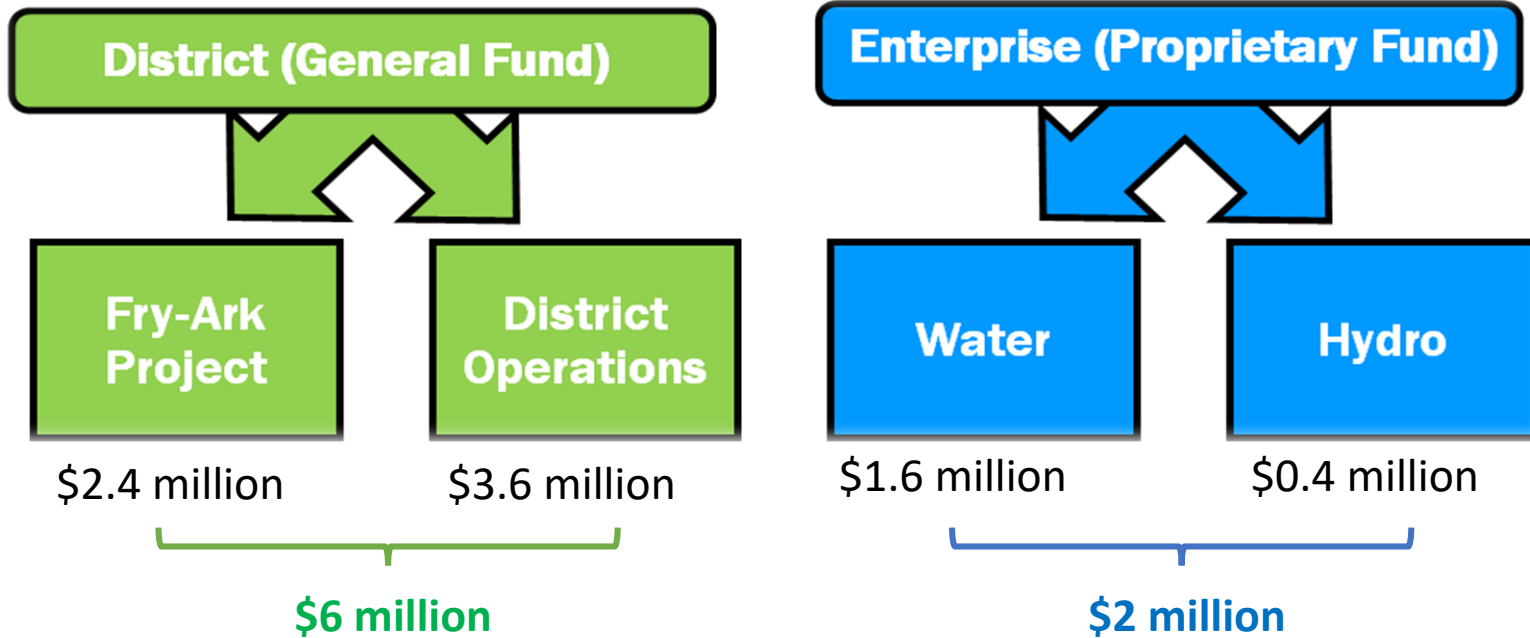 District (General Fund)
Enterprise (Proprietary Fund)
Fry-Ark
Project
District
Operations
Water
Hydro
$2.4 million
$3.6 million
$1.6 million
$0.4 million
$6 million
$2 million